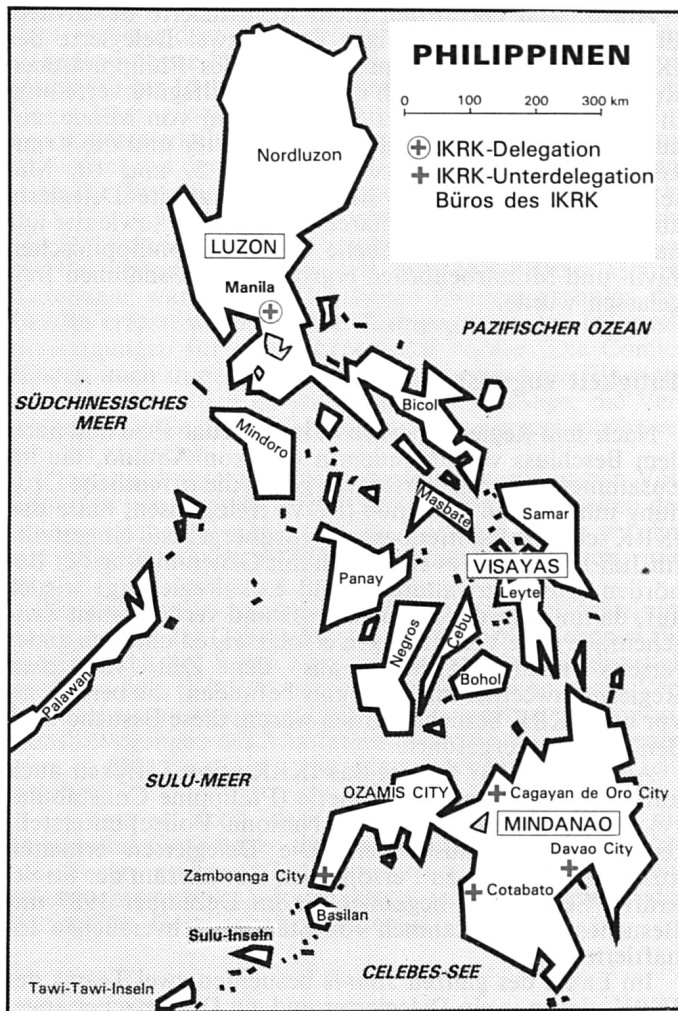 PHILIPPINEN
0 100 200 300 km
IKRK-Delegation
IKRK-Unterdelegation
Büros des IKRK
Nordluzon
LUZON
Manila
PAZIFISCHER OZEAN
SÜDCHINESISCHES
MEER
Bicol
Mindoro
Masbate
Samar
VISAYAS
Panay
Leyte
Negros
Cebu
Bohol
Palawan
SULU-MEER
OZAMIS CITY
Cagayan de Oro City
MINDANAO
Davao City
Zamboanga City
Cotabato
Basilan
Sulu-Inseln
CELEBES-SEE
Tawi-Tawi-Inseln